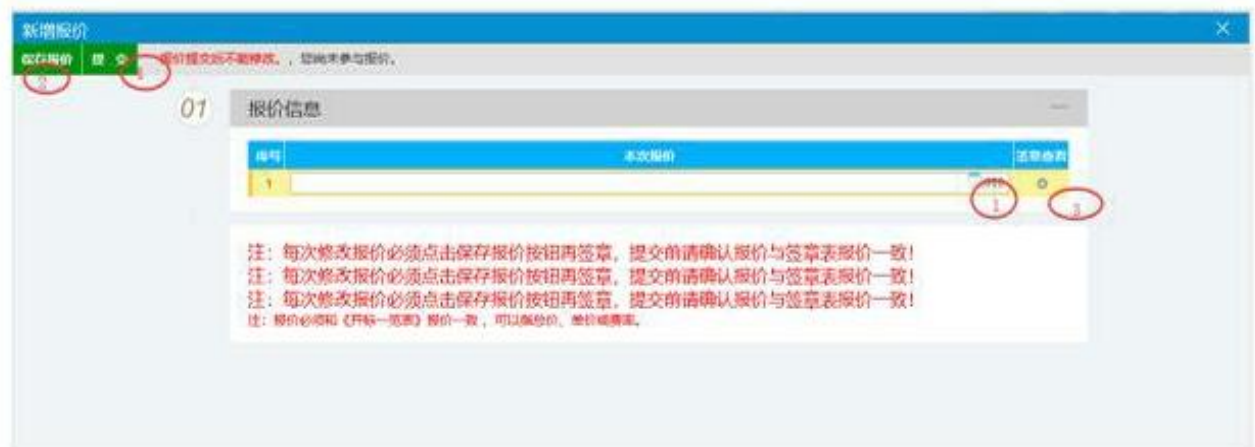 新增报价
保存报价 提 交 报价提交后不能修改。, 您尚未参与报价。
01 报价信息
序号 本次报价 签章查看
1
注：每次修改报价必须点击保存报价按钮再签章，提交前请确认报价与签章表报价一致！
注：每次修改报价必须点击保存报价按钮再签章，提交前请确认报价与签章表报价一致！
注：每次修改报价必须点击保存报价按钮再签章，提交前请确认报价与签章表报价一致！
注：报价必须和《开标一览表》报价一致，可以做总价、单价或费率。